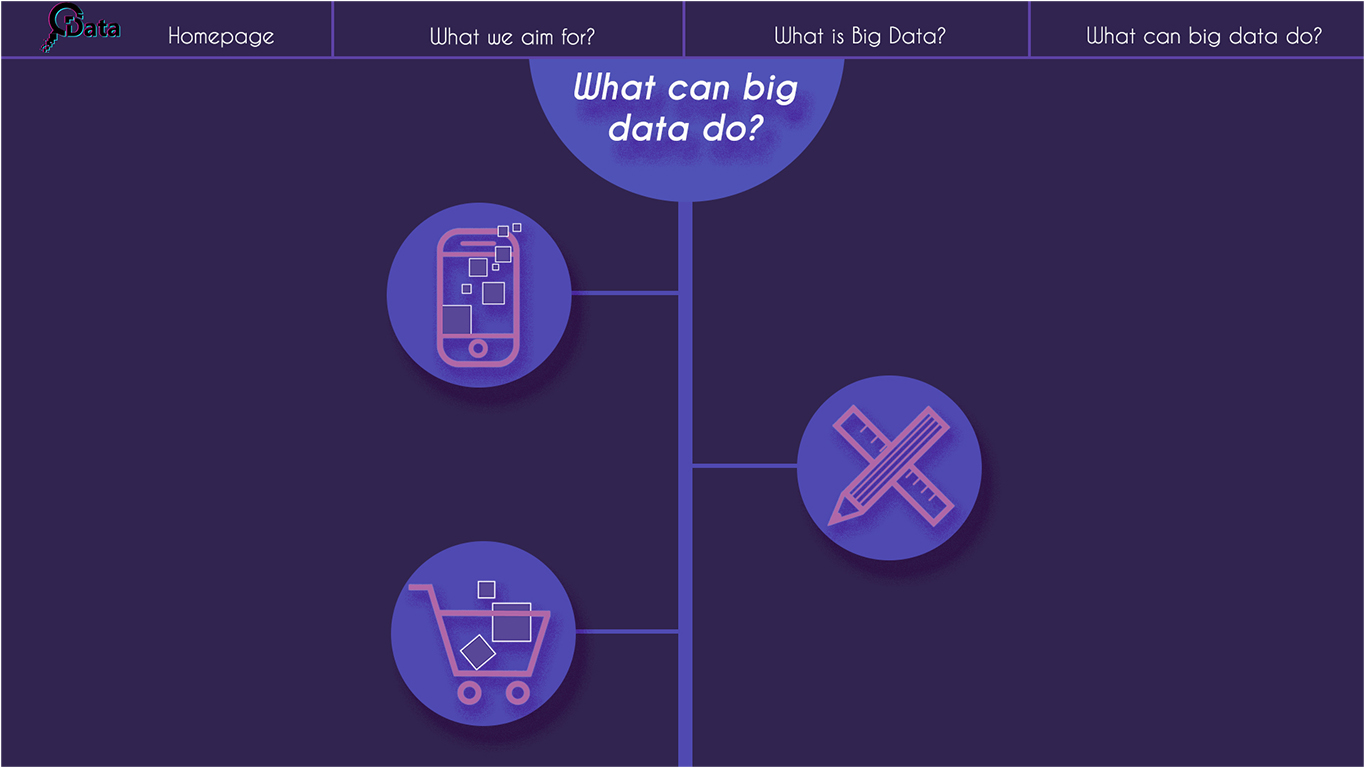 Data
Homepage
What we aim for?
What is Big Data?
What can big data do?
What can big
data do?